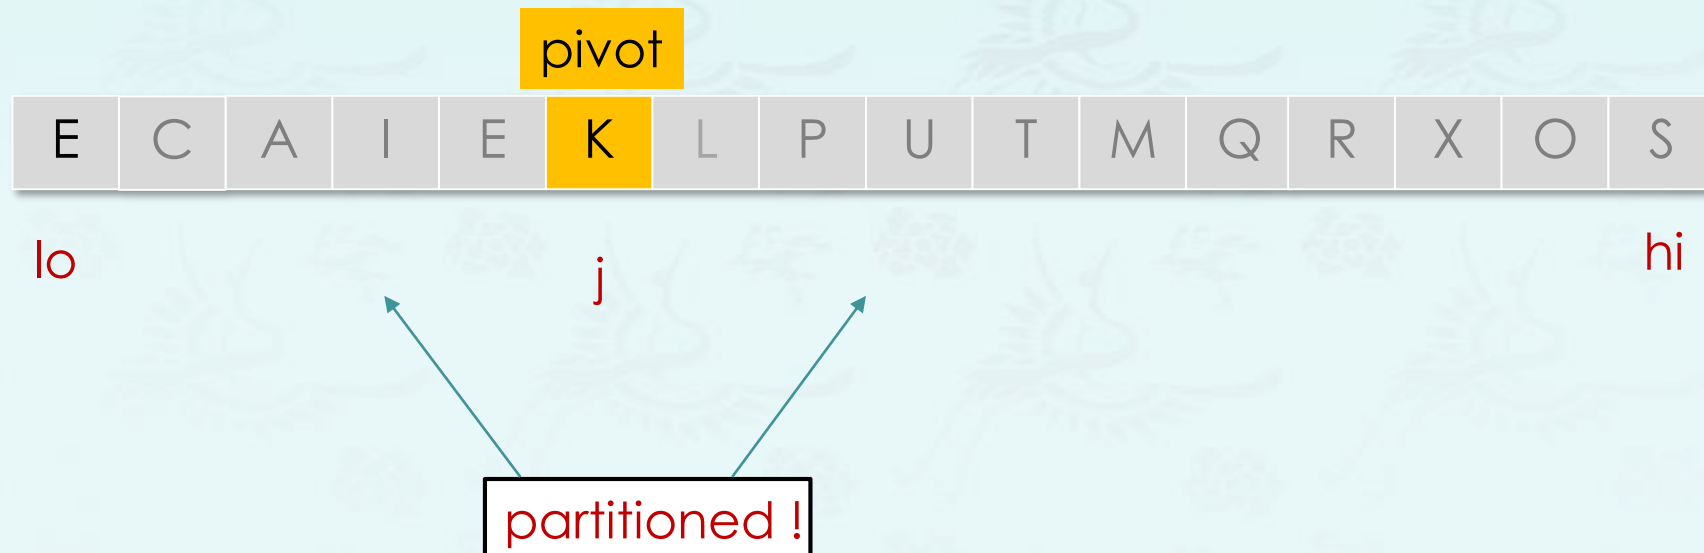 pivot
E C A I E K L P U T M Q R X O S
lo j hi
partitioned !